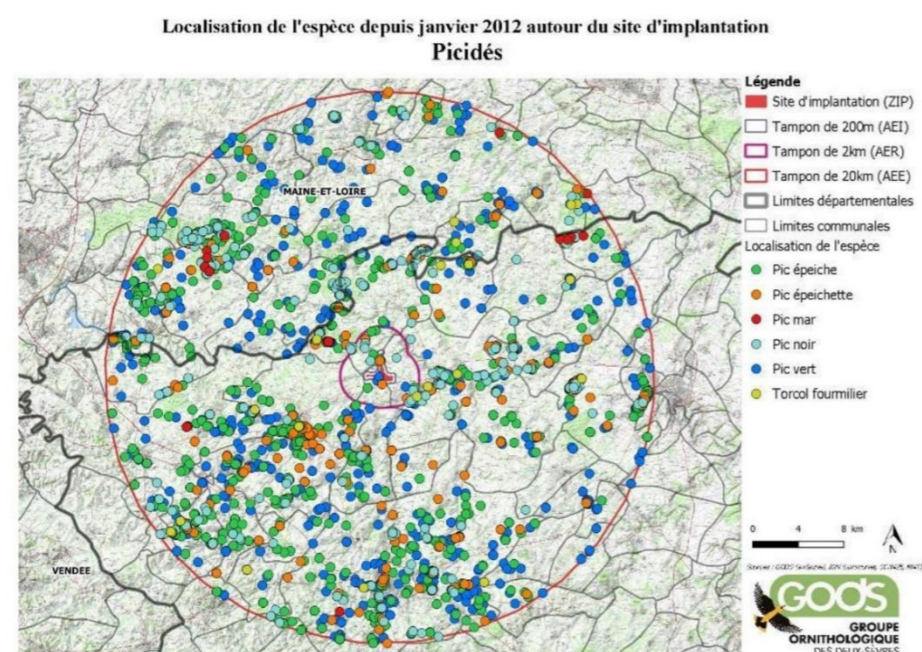 Localisation de l'espèce depuis janvier 2012 autour du site d'implantation
Picidés
MAINE-ET-LOIRE
VENDEE
Légende
Site d'implantation (ZIP)
Tampon de 200m (AEI)
Tampon de 2km (AER)
Tampon de 20km (AEE)
Limites départementales
Limites communales
Localisation de l'espèce
Pic épeiche
Pic épeichette
Pic mar
Pic noir
Pic vert
Torcol fourmilier
0 4 8 km
N
GODS
GROUPE
ORNITHOLOGIQUE
DES DEUX-SÈVRES